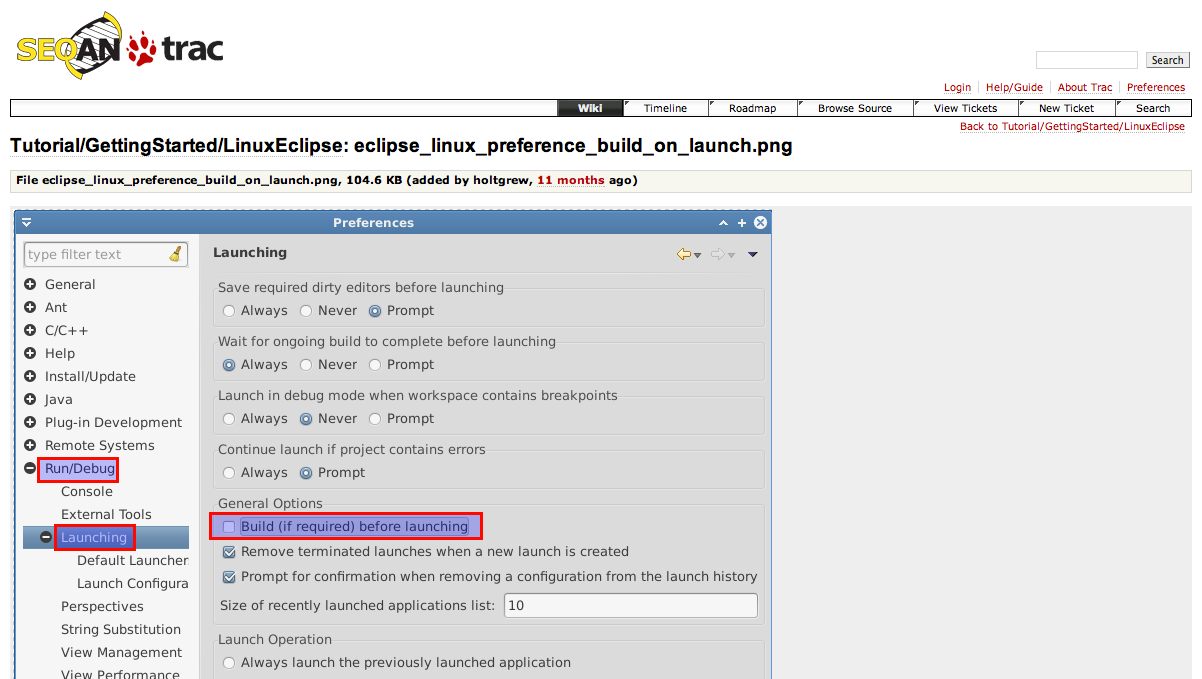 SEQAN trac
Search
Login Help/Guide About Trac Preferences
Wiki Timeline Roadmap Browse Source View Tickets New Ticket Search
Back to Tutorial/GettingStarted/LinuxEclipse
Tutorial/GettingStarted/LinuxEclipse: eclipse_linux_preference_build_on_launch.png
File eclipse_linux_preference_build_on_launch.png, 104.6 KB (added by holtgrew, 11 months ago)
Preferences
type filter text
General
Ant
C/C++
Help
Install/Update
Java
Plug-in Development
Remote Systems
Run/Debug
Console
External Tools
Launching
Default Launcher
Launch Configura
Perspectives
String Substitution
View Management
View Performance
Launching
Save required dirty editors before launching
Always Never Prompt
Wait for ongoing build to complete before launching
Always Never Prompt
Launch in debug mode when workspace contains breakpoints
Always Never Prompt
Continue launch if project contains errors
Always Prompt
General Options
Build (if required) before launching
Remove terminated launches when a new launch is created
Prompt for confirmation when removing a configuration from the launch history
Size of recently launched applications list: 10
Launch Operation
Always launch the previously launched application